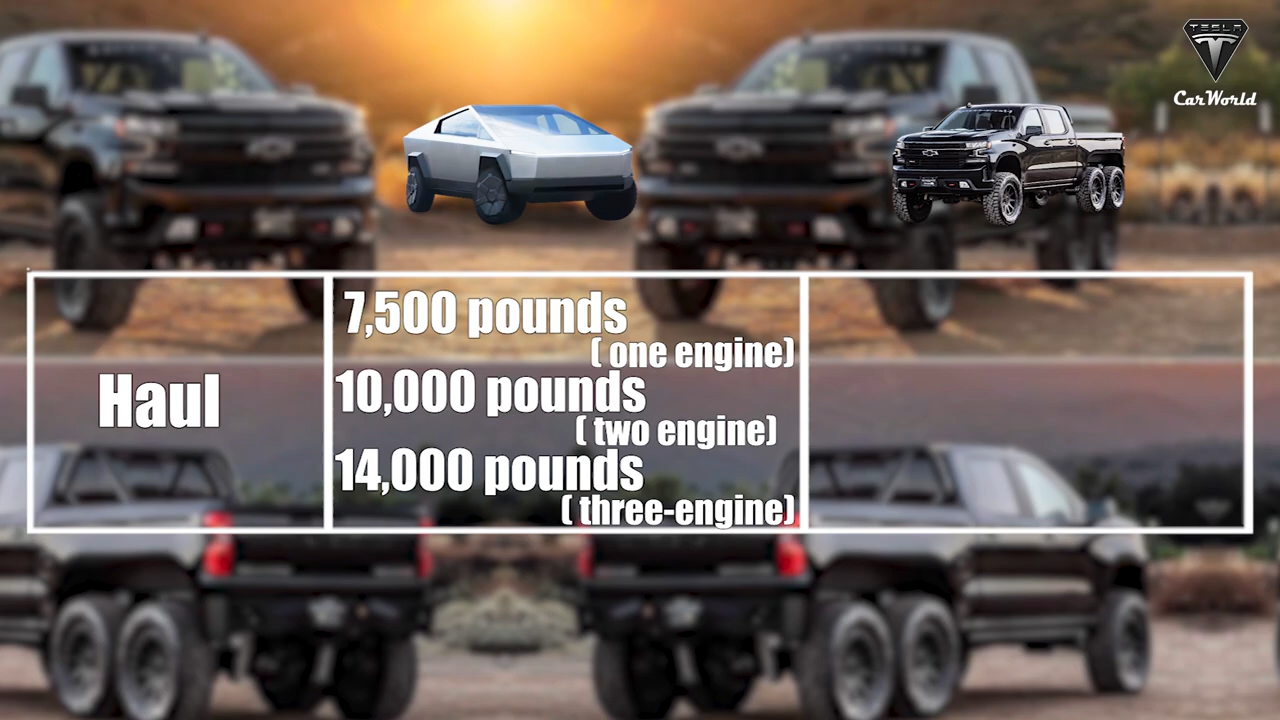 TESLA
CarWorld
7,500 pounds
( one engine)
Haul
10,000 pounds
( two engine)
14,000 pounds
( three-engine)